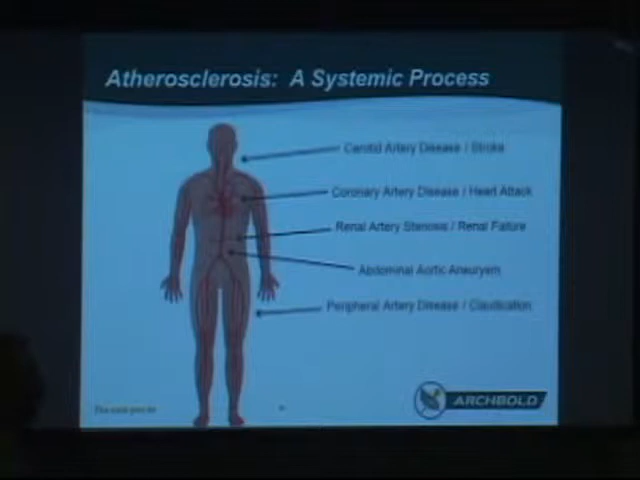 Atherosclerosis: A Systemic Process
Carotid Artery Disease / Stroke
Coronary Artery Disease / Heart Attack
Renal Artery Stenosis / Renal Failure
Abdominal Aortic Aneurysm
Peripheral Artery Disease / Claudication
ARCHBOLD